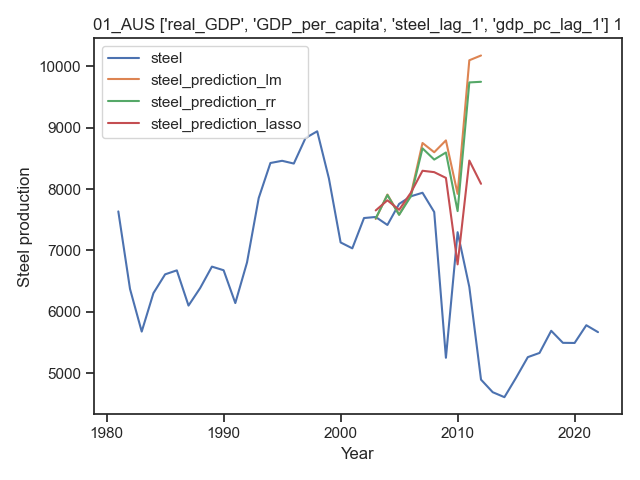 01_AUS ['real_GDP', 'GDP_per_capita', 'steel_lag_1', 'gdp_pc_lag_1'] 1
steel
steel_prediction_lm
steel_prediction_rr
steel_prediction_lasso
10000
9000
8000
7000
6000
5000
Steel production
1980
1990
2000
2010
2020
Year